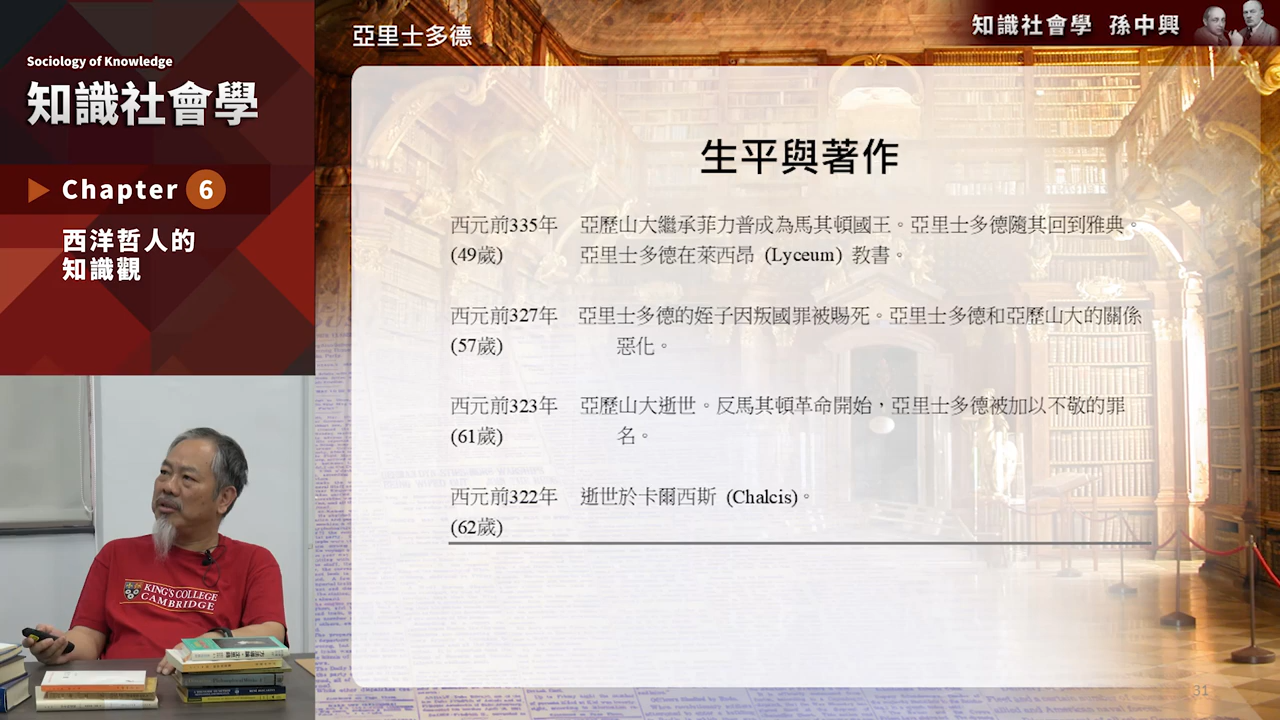 Sociology of Knowledge
知識社會學
Chapter 6
西洋哲人的
知識觀
亞里士多德
知識社會學 孫中興
生平與著作
西元前335年 亞歷山大繼承菲力普成為馬其頓國王。亞里士多德隨其回到雅典。
(49歲) 亞里士多德在萊西昂 (Lyceum) 教書。
西元前327年 亞里士多德的姪子因叛國罪被賜死。亞里士多德和亞歷山大的關係
(57歲) 惡化。
西元前323年 亞歷山大逝世。反馬其頓革命開始，亞里士多德被加以不敬的罪
(61歲) 名。
西元前322年 逝世於卡爾西斯 (Chalcis)。
(62歲)
31
KING'S COLLEGE
CAMBRIDGE